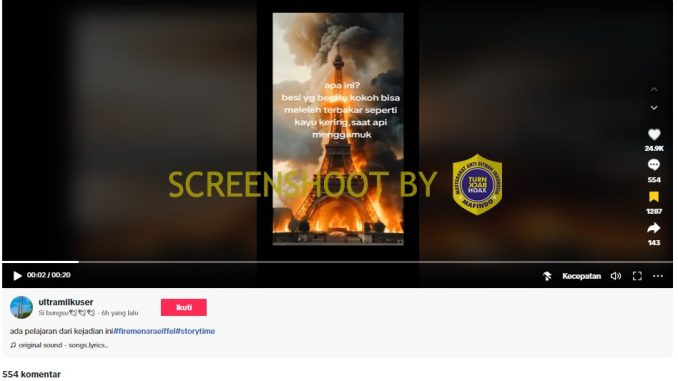 apa ini?
besi yg begitu kokoh bisa
meleleh terbakar seperti
kayu kering,saat api
menggamuk
SCREENSHOOT BY
MASYARAKAT ANTI FITNAH INDONESIA
TURN
BACK
HOAX
MAFINDO
24.9K
554
1287
143
00:02 / 00:20
Kecepatan
ultramilkuser
Si bungsu · 6h yang lalu
Ikuti
ada pelajaran dari kejadian ini#firemenaraeiffel#storytime
♫ original sound - songs.lyrics..
554 komentar